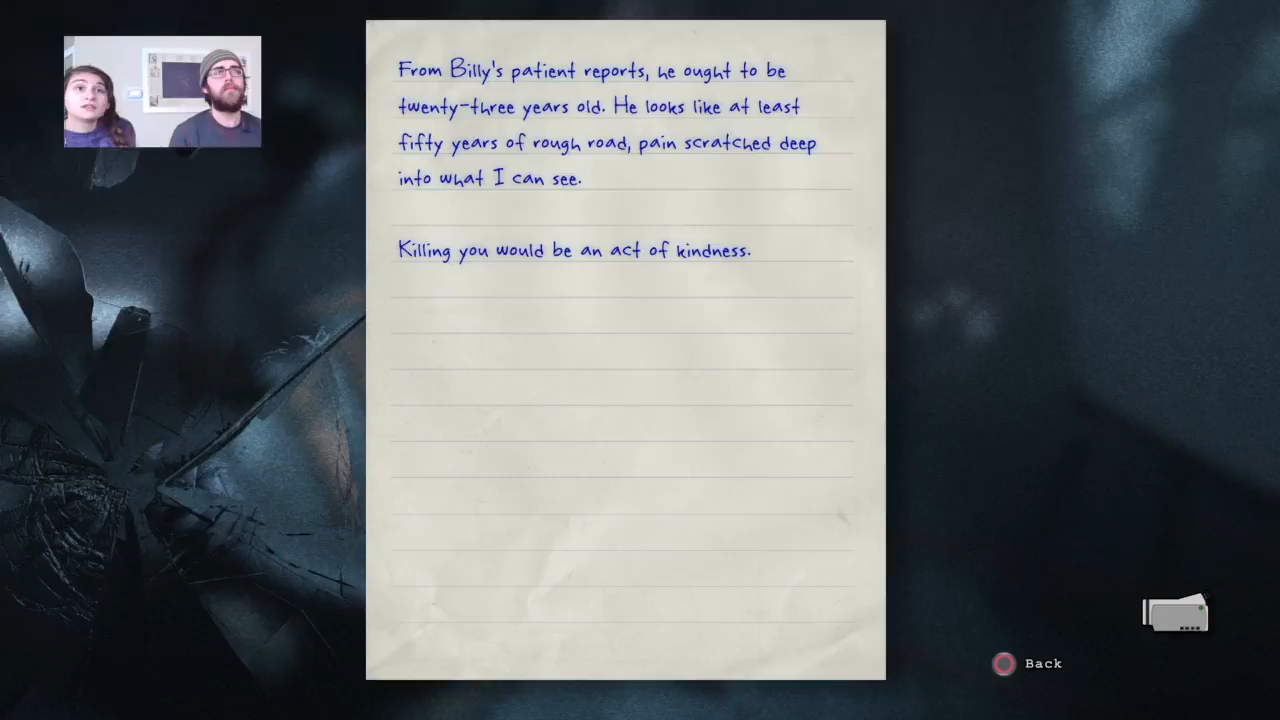 From Billy's patient reports, he ought to be
twenty-three years old. He looks like at least
fifty years of rough road, pain scratched deep
into what I can see.
Killing you would be an act of kindness.
Back